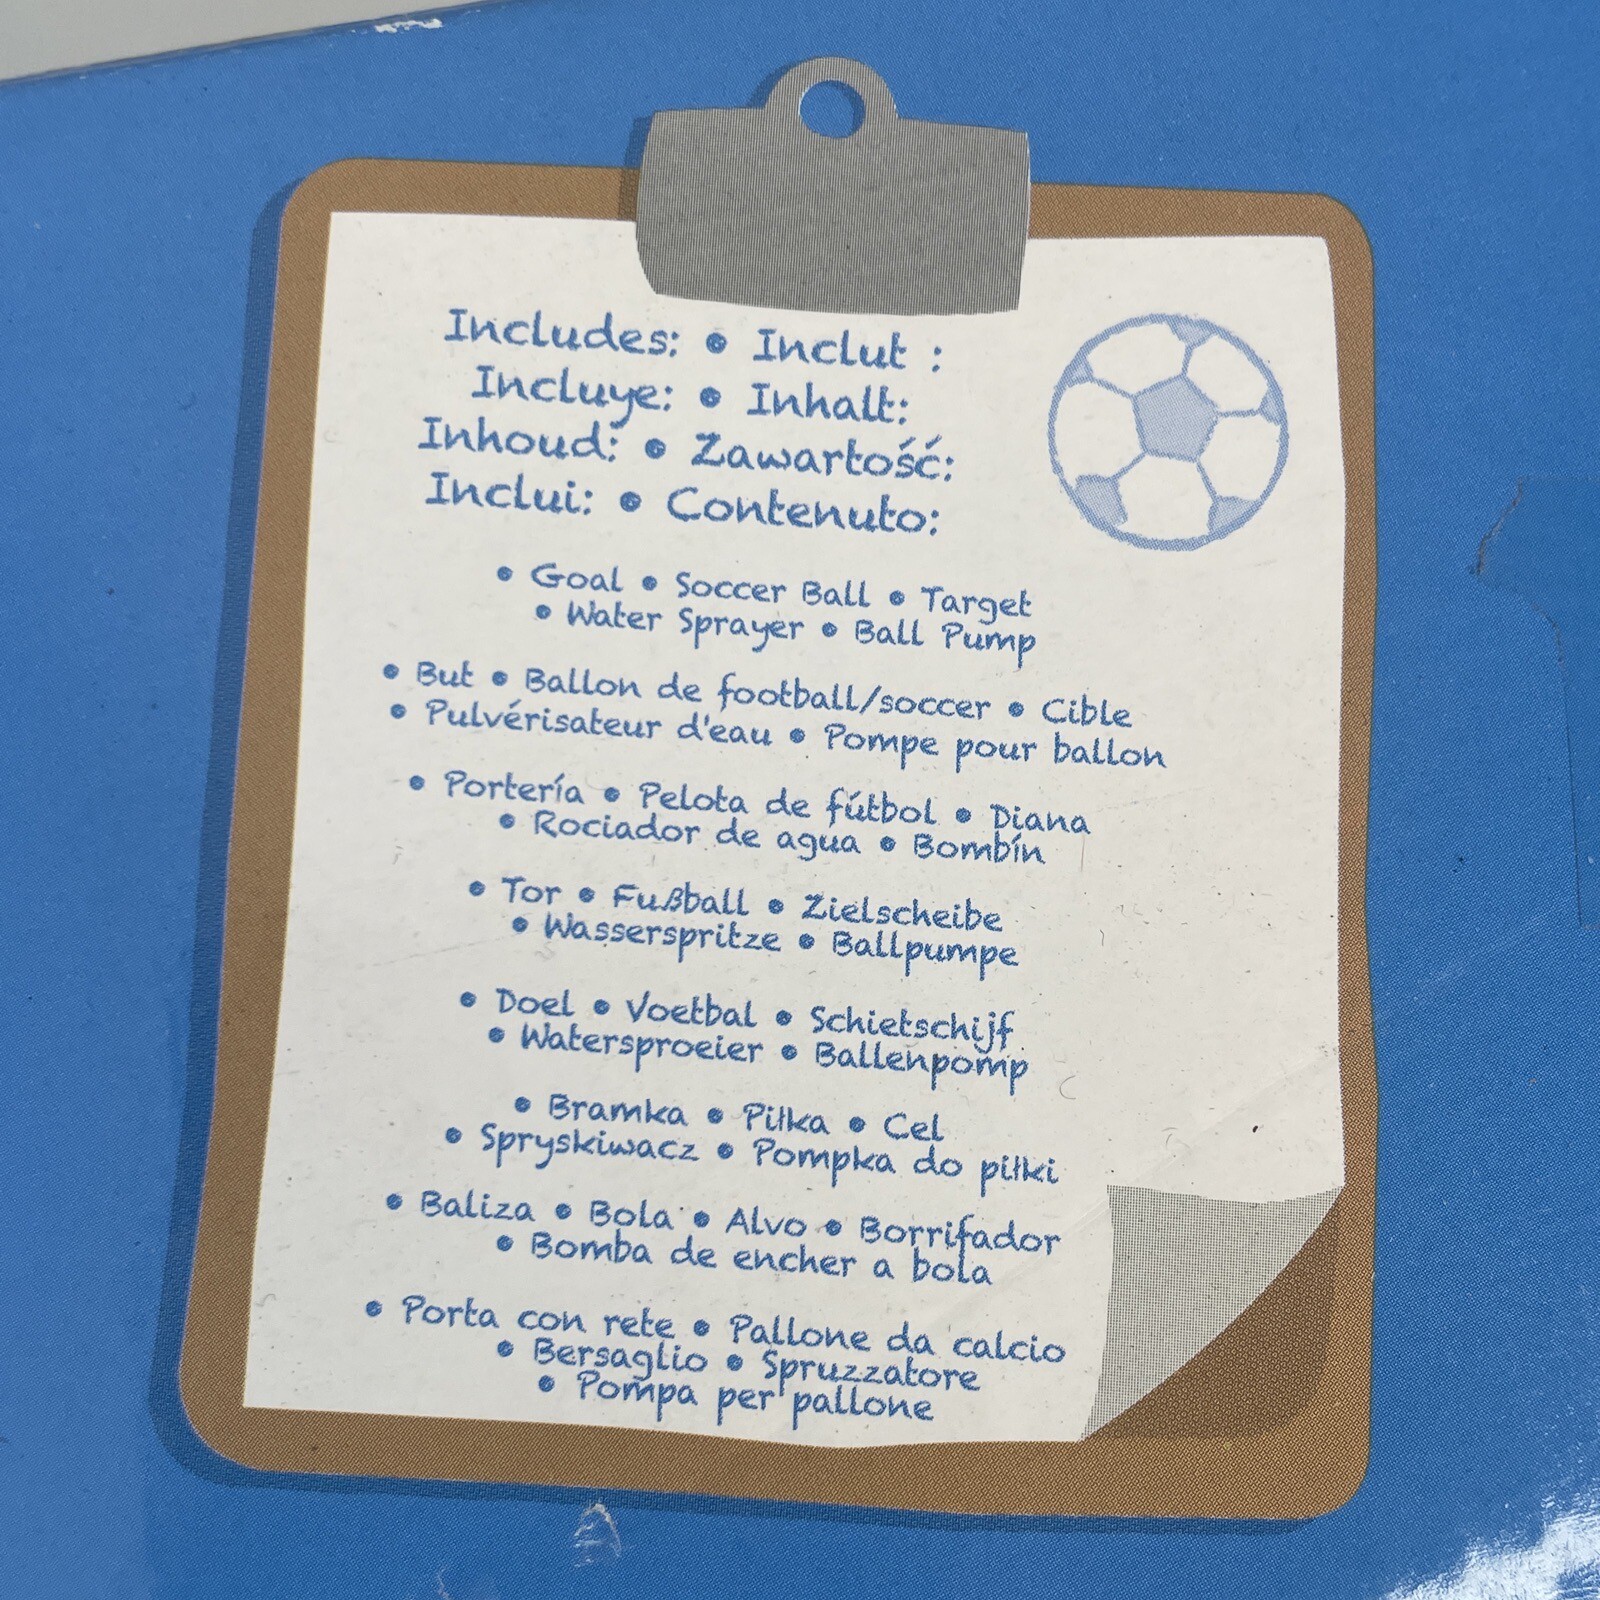 Includes: • Inclut :
Incluye: • Inhalt:
Inhoud: • Zawartość:
Inclui: • Contenuto:
• Goal • Soccer Ball • Target
• Water Sprayer • Ball Pump
• But • Ballon de football/soccer • Cible
• Pulvérisateur d'eau • Pompe pour ballon
• Portería • Pelota de fútbol • Diana
• Rociador de agua • Bombín
• Tor • Fußball • Zielscheibe
• Wasserspritze • Ballpumpe
• Doel • Voetbal • Schietschijf
• Watersproeier • Ballenpomp
• Bramka • Piłka • Cel
• Spryskiwacz • Pompka do piłki
• Baliza • Bola • Alvo • Borrifador
• Bomba de encher a bola
• Porta con rete • Pallone da calcio
• Bersaglio • Spruzzatore
• Pompa per pallone